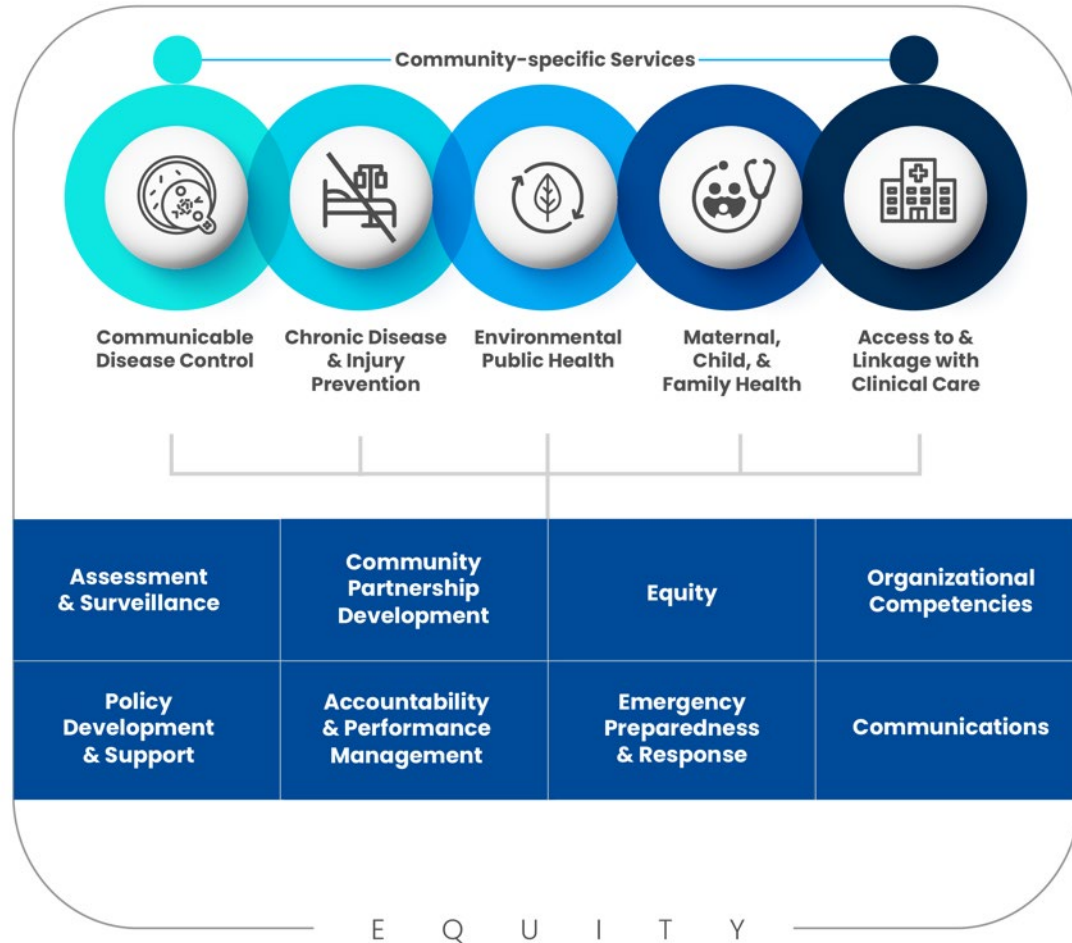 Community-specific Services
Communicable
Disease Control
Chronic Disease
& Injury
Prevention
Environmental
Public Health
Maternal,
Child, &
Family Health
Access to &
Linkage with
Clinical Care
Assessment
& Surveillance
Community
Partnership
Development
Equity
Organizational
Competencies
Policy
Development
& Support
Accountability
& Performance
Management
Emergency
Preparedness
& Response
Communications
EQUITY